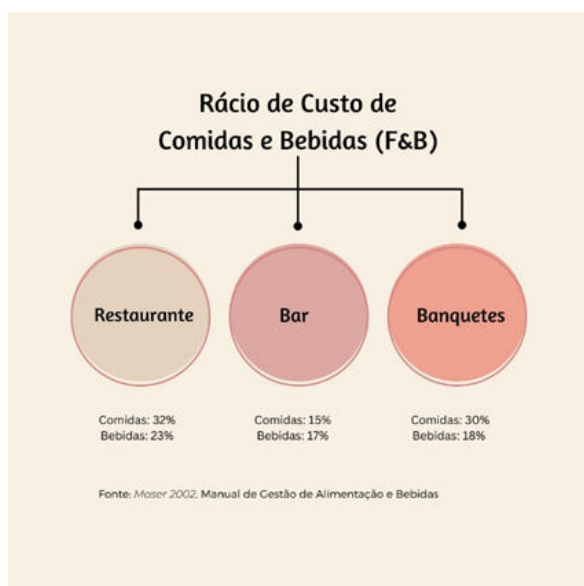 Rácio de Custo de
Comidas e Bebidas (F&B)
Restaurante
Bar
Banquetes
Comidas: 32%
Bebidas: 23%
Comidas: 15%
Bebidas: 17%
Comidas: 30%
Bebidas: 18%
Fonte: Moser 2002, Manual de Gestão de Alimentação e Bebidas